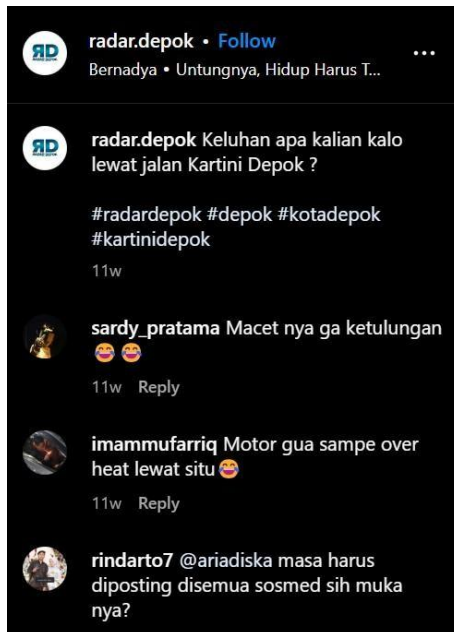 radar.depok • Follow
Bernadya • Untungnya, Hidup Harus T...
radar.depok Keluhan apa kalian kalo
lewat jalan Kartini Depok ?
#radardepok #depok #kotadepok
#kartinidepok
11w
sardy_pratama Macet nya ga ketulungan
😂😂
11w Reply
imammufarriq Motor gua sampe over
heat lewat situ😂
11w Reply
rindarto7 @ariadiska masa harus
diposting disemua sosmed sih muka
nya?